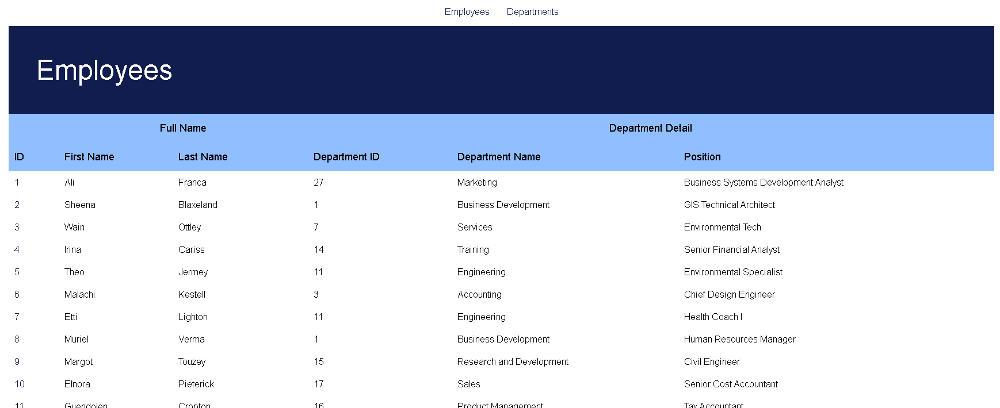 Employees Departments
Employees
Full Name Department Detail
ID First Name Last Name Department ID Department Name Position
1 Ali Franca 27 Marketing Business Systems Development Analyst
2 Sheena Blaxeland 1 Business Development GIS Technical Architect
3 Wain Ottley 7 Services Environmental Tech
4 Irina Cariss 14 Training Senior Financial Analyst
5 Theo Jermey 11 Engineering Environmental Specialist
6 Malachi Kestell 3 Accounting Chief Design Engineer
7 Etti Lighton 11 Engineering Health Coach I
8 Muriel Verma 1 Business Development Human Resources Manager
9 Margot Touzey 15 Research and Development Civil Engineer
10 Elnora Pieterick 17 Sales Senior Cost Accountant
11 Guendolen Cropton 16 Product Management Tax Accountant